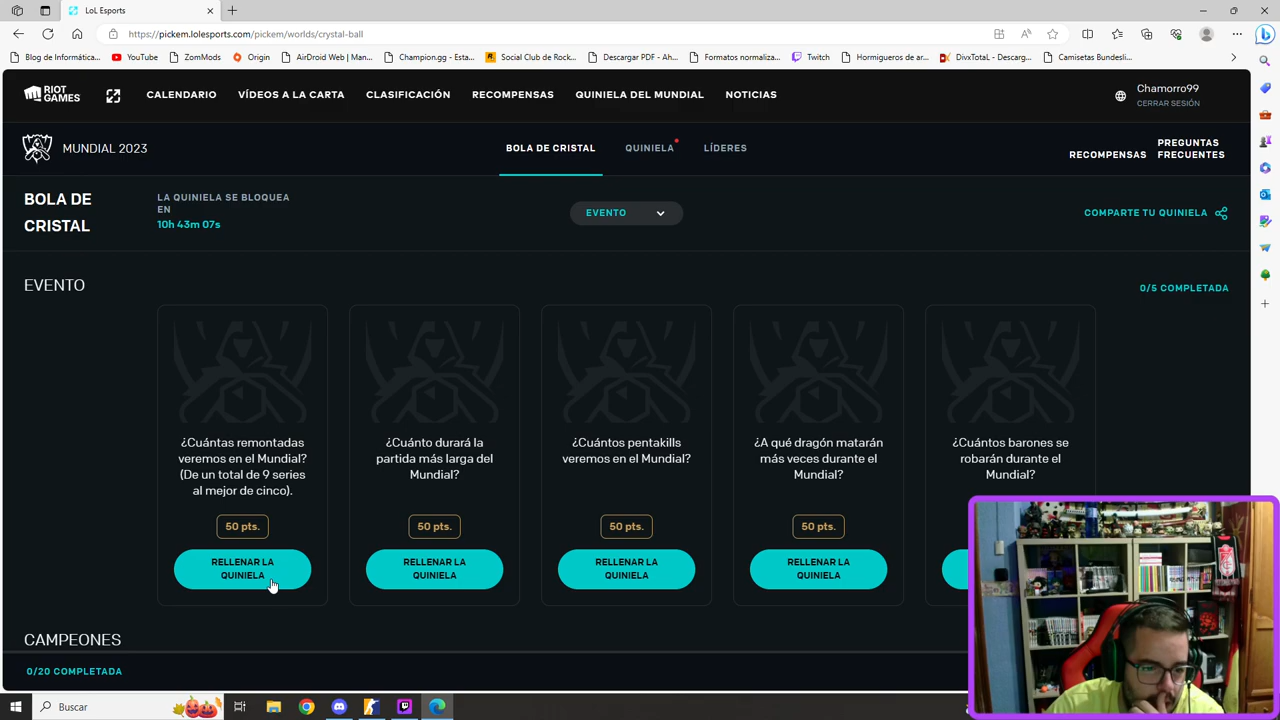 LoL Esports
https://pickem.lolesports.com/pickem/worlds/crystal-ball
Blog de Informática...
YouTube
ZomMods
Origin
AirDroid Web | Man...
Champion.gg - Esta...
Social Club de Rock...
Descargar PDF - Ah...
Formatos normaliza...
Twitch
Hormigueros de ar...
DivxTotaL - Descarg...
Camisetas Bundesli...
RIOT
GAMES
CALENDARIO
VÍDEOS A LA CARTA
CLASIFICACIÓN
RECOMPENSAS
QUINIELA DEL MUNDIAL
NOTICIAS
Chamorro99
CERRAR SESIÓN
MUNDIAL 2023
BOLA DE CRISTAL
QUINIELA
LÍDERES
RECOMPENSAS
PREGUNTAS
FRECUENTES
BOLA DE
CRISTAL
LA QUINIELA SE BLOQUEA
EN
10h 43m 07s
EVENTO
COMPARTE TU QUINIELA
EVENTO
0/5 COMPLETADA
¿Cuántas remontadas
veremos en el Mundial?
(De un total de 9 series
al mejor de cinco).
50 pts.
RELLENAR LA
QUINIELA
¿Cuánto durará la
partida más larga del
Mundial?
50 pts.
RELLENAR LA
QUINIELA
¿Cuántos pentakills
veremos en el Mundial?
50 pts.
RELLENAR LA
QUINIELA
¿A qué dragón matarán
más veces durante el
Mundial?
50 pts.
RELLENAR LA
QUINIELA
¿Cuántos barones se
robarán durante el
Mundial?
CAMPEONES
0/20 COMPLETADA
Buscar